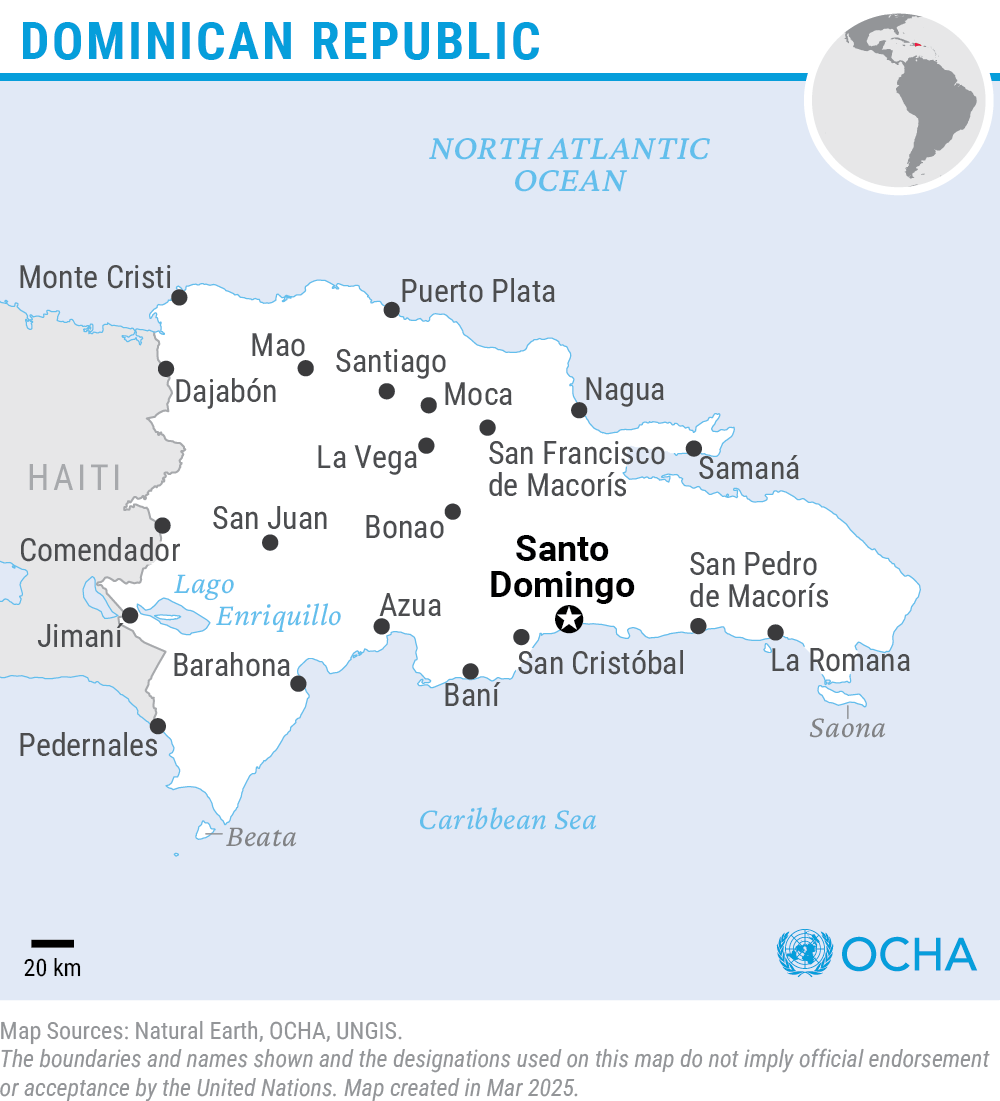 DOMINICAN REPUBLIC
NORTH ATLANTIC
OCEAN
Monte Cristi
Puerto Plata
Mao
Santiago
Dajabón
Moca
Nagua
La Vega
San Francisco
de Macorís
Samaná
HAITI
San Juan
Bonao
Comendador
Santo
Domingo
San Pedro
de Macorís
Lago
Enriquillo
Azua
Jimaní
Barahona
San Cristóbal
La Romana
Baní
Saona
Pedernales
Caribbean Sea
Beata
20 km
OCHA
Map Sources: Natural Earth, OCHA, UNGIS.
The boundaries and names shown and the designations used on this map do not imply official endorsement
or acceptance by the United Nations. Map created in Mar 2025.